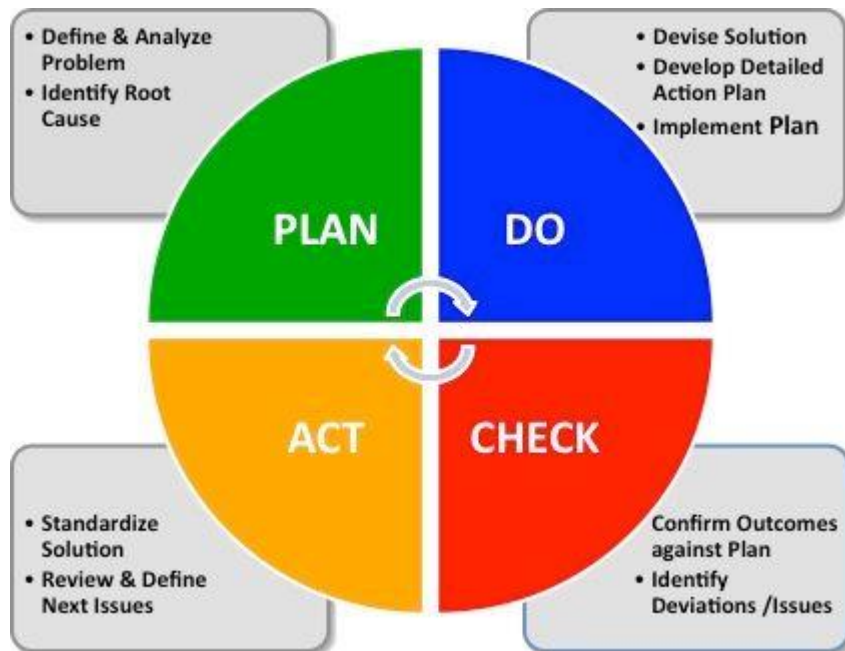 • Define & Analyze
Problem
• Identify Root
Cause
• Devise Solution
• Develop Detailed
Action Plan
• Implement Plan
PLAN
DO
ACT
CHECK
• Standardize
Solution
• Review & Define
Next Issues
Confirm Outcomes
against Plan
• Identify
Deviations /Issues